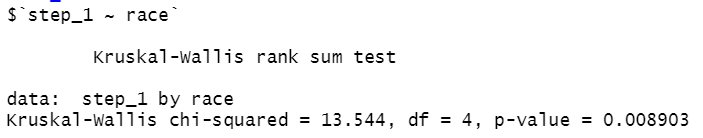 $`step_1 ~ race`
Kruskal-Wallis rank sum test
data:  step_1 by race
Kruskal-Wallis chi-squared = 13.544, df = 4, p-value = 0.008903